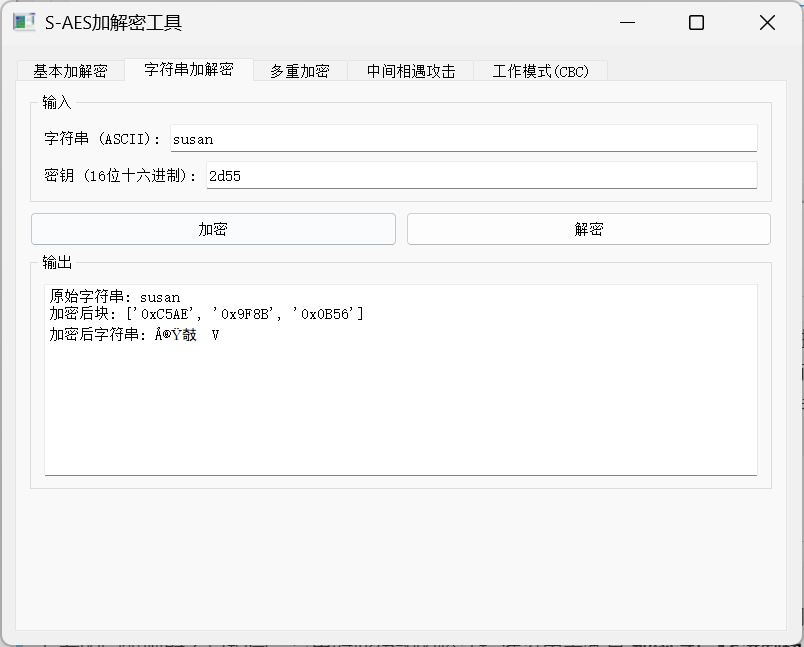 S-AES加解密工具
基本加解密 字符串加解密 多重加密 中间相遇攻击 工作模式(CBC)
输入
字符串 (ASCII): susan
密钥 (16位十六进制): 2d55
加密 解密
输出
原始字符串: susan
加密后块: ['0xC5AE', '0x9F8B', '0x0B56']
加密后字符串: